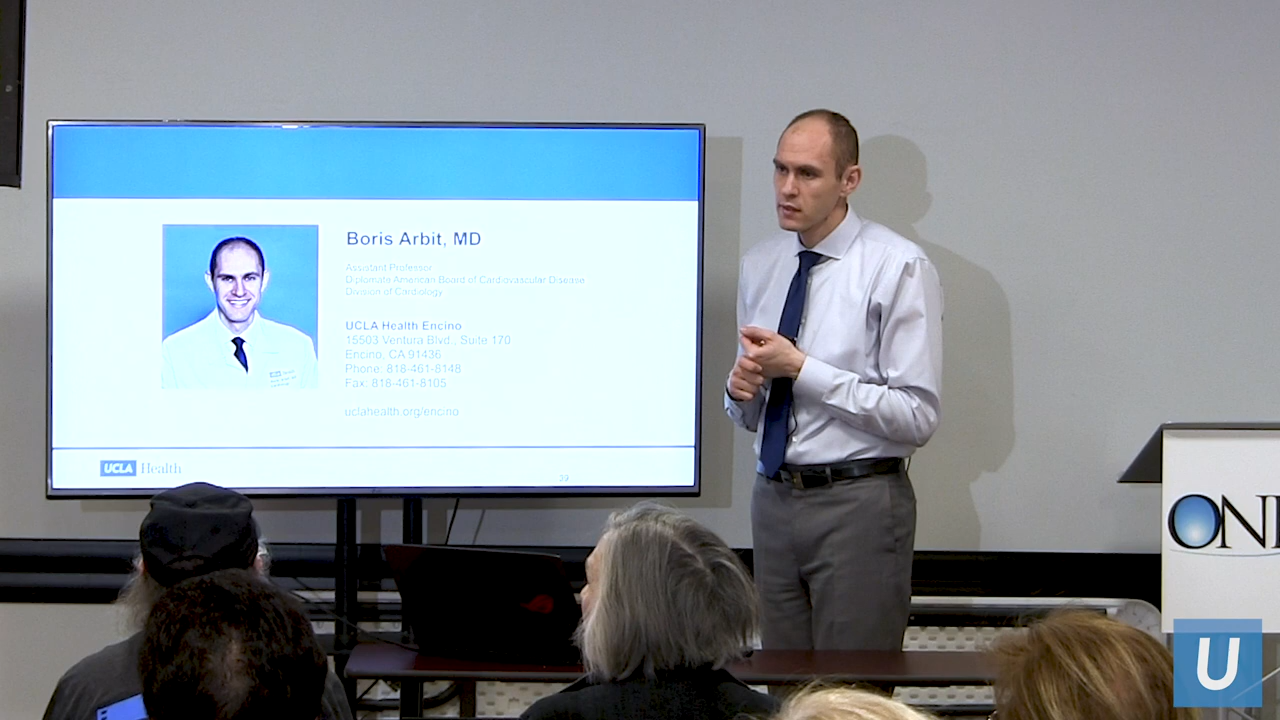 Boris Arbit, MD
Assistant Professor
Diplomate American Board of Cardiovascular Disease
Division of Cardiology
UCLA Health Encino
15503 Ventura Blvd., Suite 170
Encino, CA 91436
Phone: 818-461-8148
Fax: 818-461-8105
uclahealth.org/encino
UCLA Health
39
ON
U